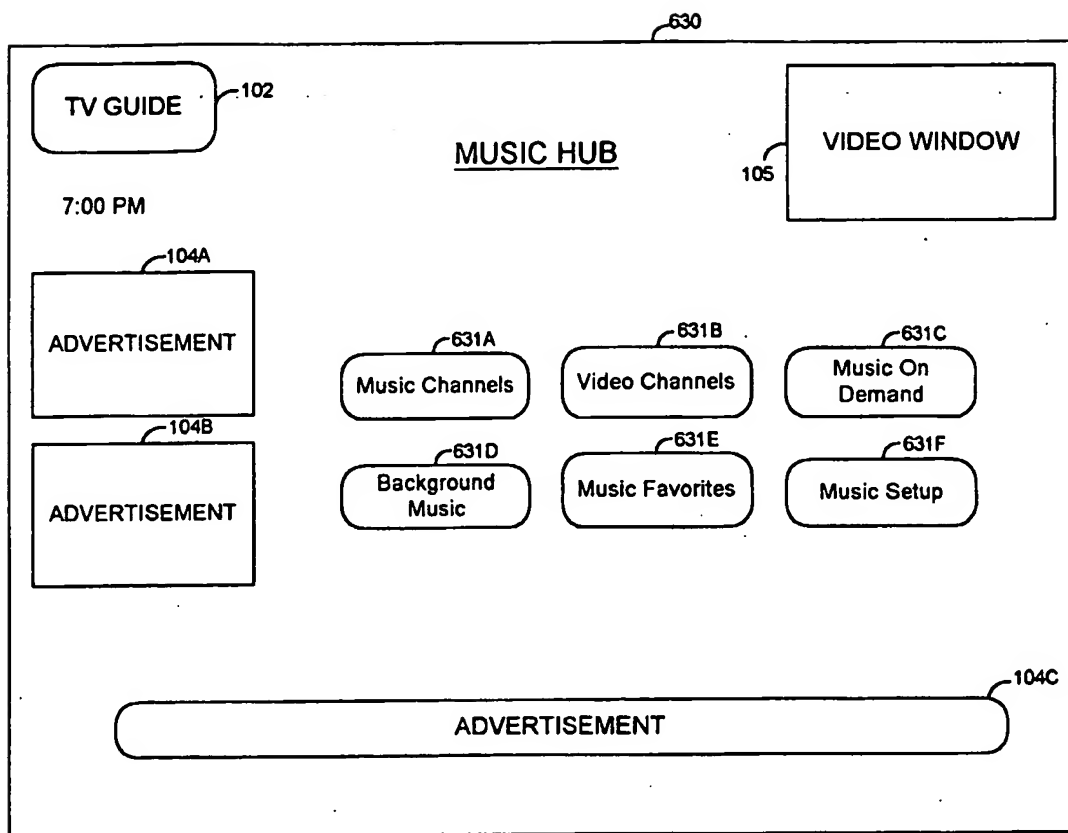 630
TV GUIDE
102
MUSIC HUB
VIDEO WINDOW
105
7:00 PM
104A
ADVERTISEMENT
631A
Music Channels
631B
Video Channels
631C
Music On
Demand
104B
ADVERTISEMENT
631D
Background
Music
631E
Music Favorites
631F
Music Setup
104C
ADVERTISEMENT